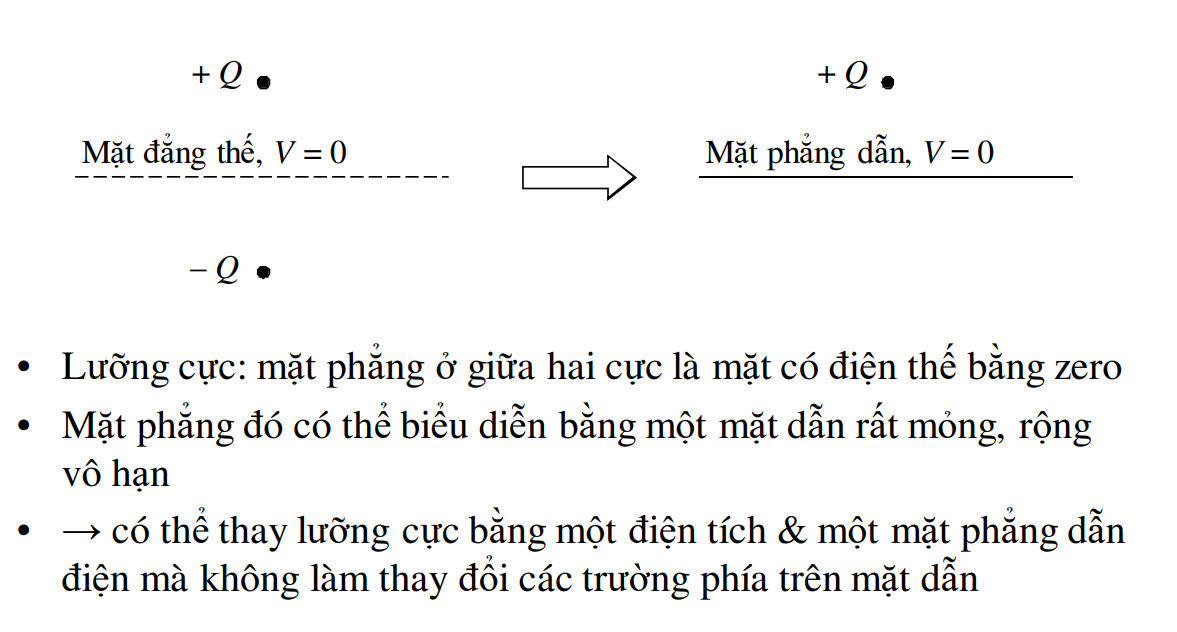 + Q
+ Q
Mặt đẳng thế, V = 0
Mặt phẳng dẫn, V = 0
– Q
• Lưỡng cực: mặt phẳng ở giữa hai cực là mặt có điện thế bằng zero
• Mặt phẳng đó có thể biểu diễn bằng một mặt dẫn rất mỏng, rộng
vô hạn
• → có thể thay lưỡng cực bằng một điện tích & một mặt phẳng dẫn
điện mà không làm thay đổi các trường phía trên mặt dẫn